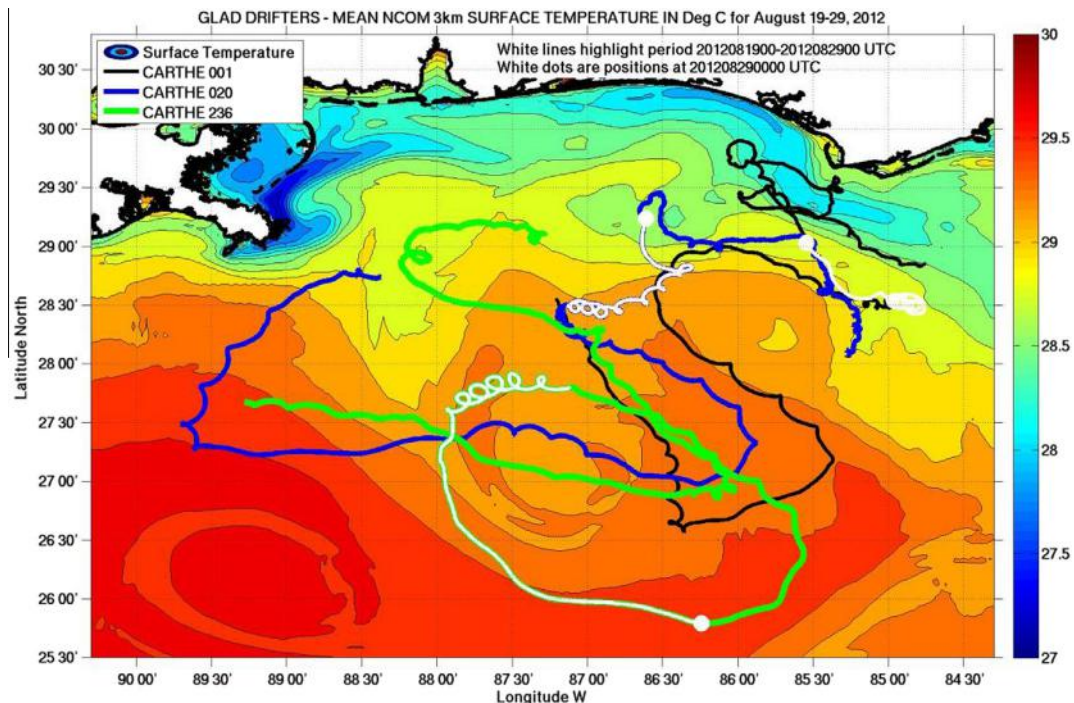 GLAD DRIFTERS - MEAN NCOM 3km SURFACE TEMPERATURE IN Deg C for August 19-29, 2012
Surface Temperature
CARTHE 001
CARTHE 020
CARTHE 236
White lines highlight period 2012081900-2012082900 UTC
White dots are positions at 201208290000 UTC
30 30'
30 00'
29 30'
29 00'
28 30'
28 00'
27 30'
27 00'
26 30'
26 00'
25 30'
Latitude North
90 00' 89 30' 89 00' 88 30' 88 00' 87 30' 87 00' 86 30' 86 00' 85 30' 85 00' 84 30'
Longitude W
30
29.5
29
28.5
28
27.5
27